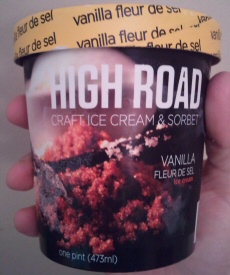 vanilla fleur de sel
vanilla fleur de sel
HIGH ROAD
CRAFT ICE CREAM & SORBET
VANILLA
FLEUR DE SEL
ice cream
one pint (473ml)